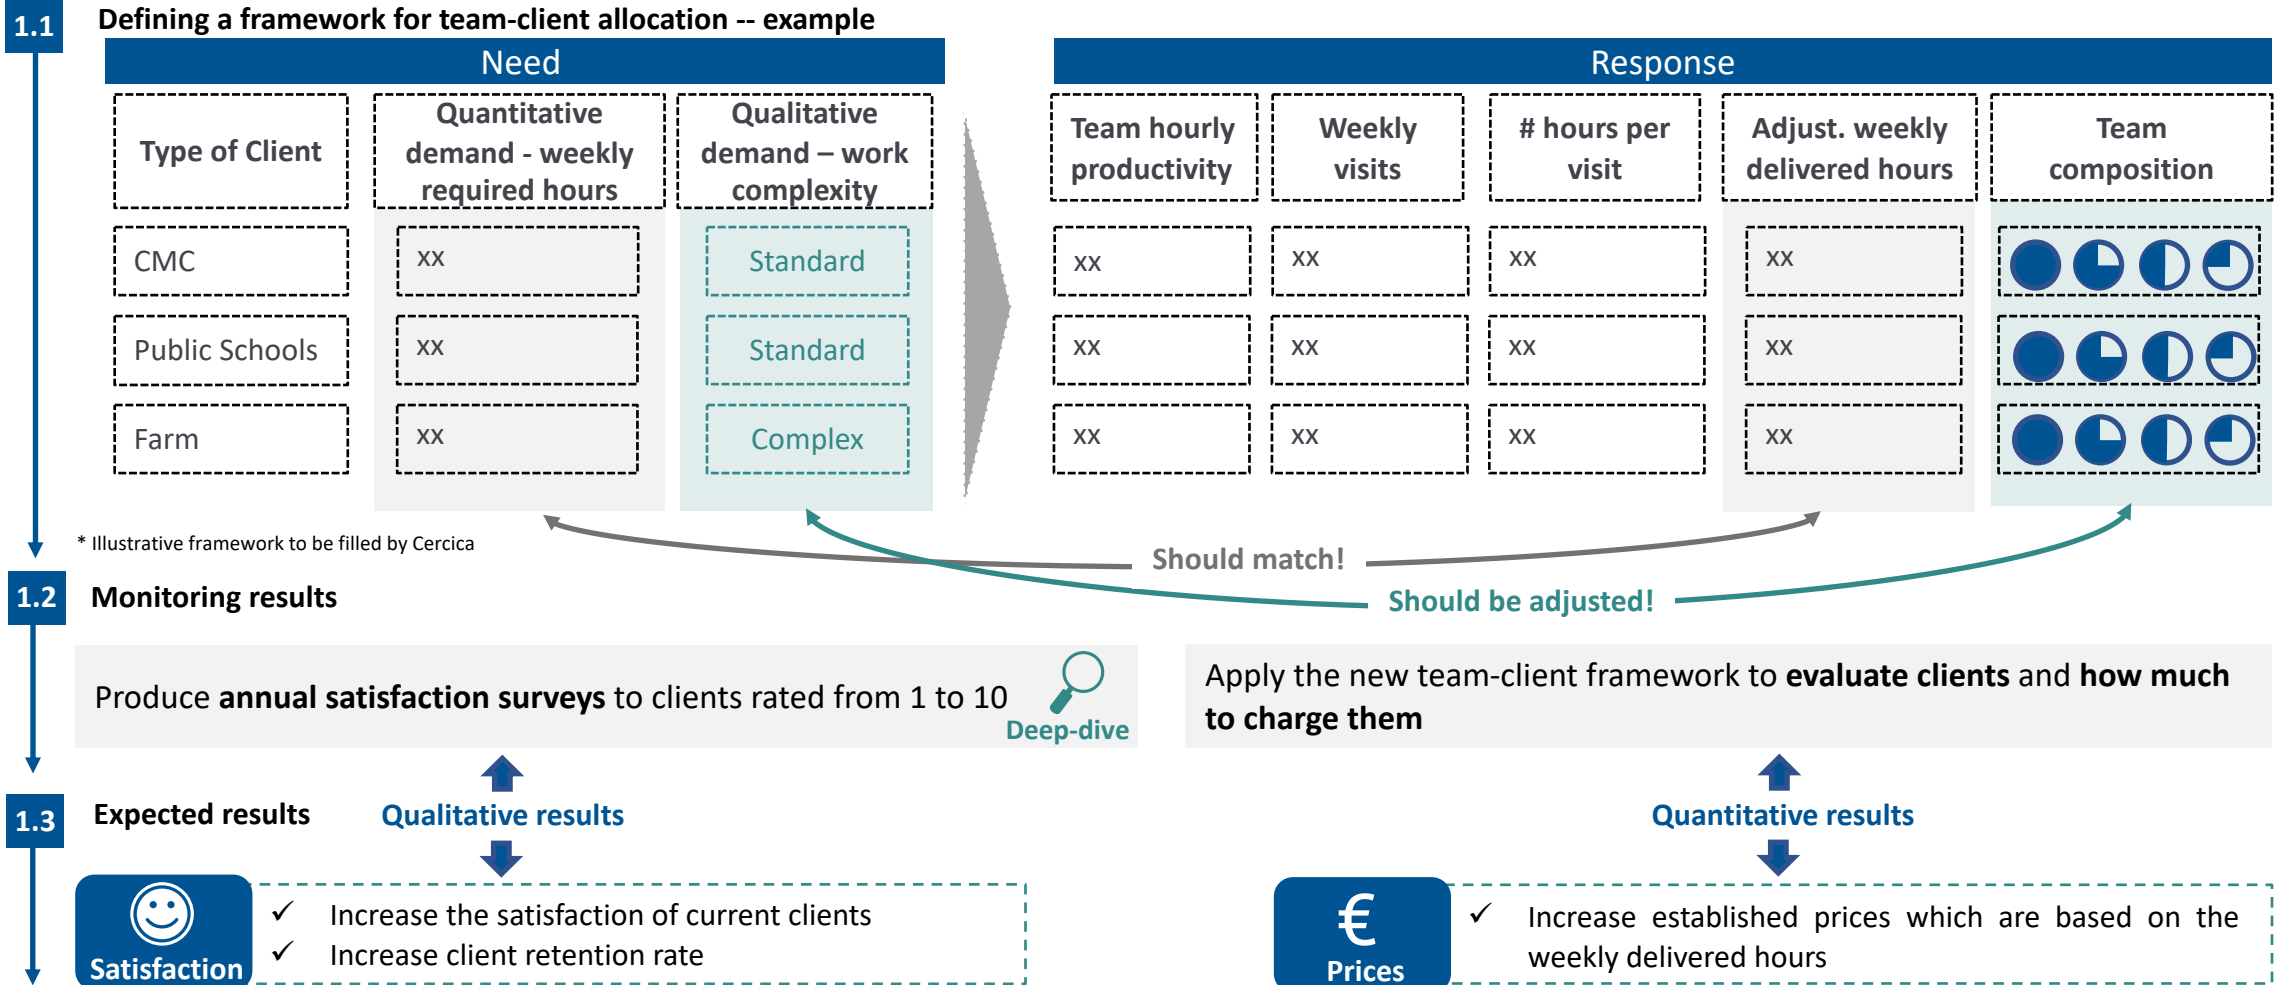 1.1
Defining a framework for team-client allocation -- example
Need
Response
Type of Client
Quantitative
demand - weekly
required hours
Qualitative
demand – work
complexity
Team hourly
productivity
Weekly
visits
# hours per
visit
Adjust. weekly
delivered hours
Team
composition
CMC
xx
Standard
xx
xx
xx
xx
Public Schools
xx
Standard
xx
xx
xx
xx
Farm
xx
Complex
xx
xx
xx
xx
* Illustrative framework to be filled by Cercica
Should match!
Should be adjusted!
1.2
Monitoring results
Produce annual satisfaction surveys to clients rated from 1 to 10
Deep-dive
Apply the new team-client framework to evaluate clients and how much
to charge them
1.3
Expected results
Qualitative results
Quantitative results
Satisfaction
✓ Increase the satisfaction of current clients
✓ Increase client retention rate
€
Prices
✓ Increase established prices which are based on the
weekly delivered hours